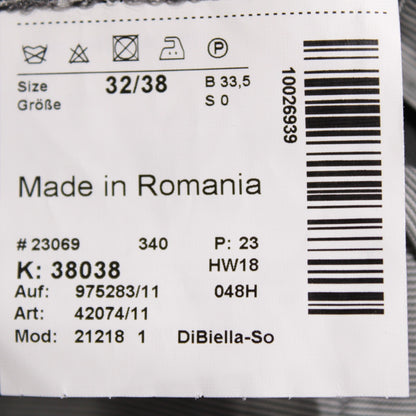 P
Size 32/38 B 33,5
Größe S 0
10026939
Made in Romania
# 23069 340 P: 23
K: 38038 HW18
Auf: 975283/11 048H
Art: 42074/11
Mod: 21218 1 DiBiella-So